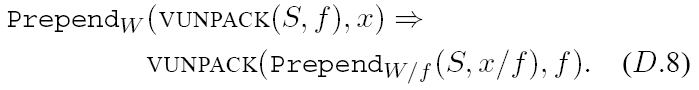 Prepend_W(VUNPACK(S, f), x) ⇒
VUNPACK(Prepend_{W/f}(S, x/f), f). (D.8)